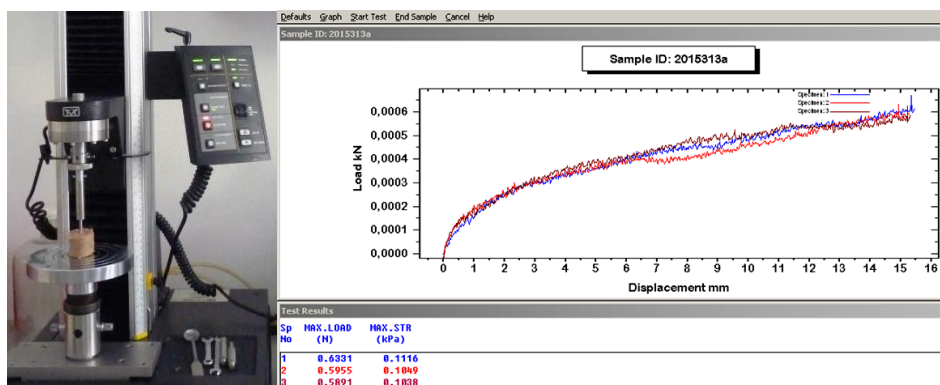 Defaults Graph Start Test End Sample Cancel Help
Sample ID: 2015313a
Sample ID: 2015313a
Specimen:1
Specimen:2
Specimen:3
Load kN
0,0006
0,0005
0,0004
0,0003
0,0002
0,0001
0,0000
0 1 2 3 4 5 6 7 8 9 10 11 12 13 14 15 16
Displacement mm
Test Results
Sp MAX.LOAD MAX.STR
No (N) (kPa)
1 0.6331 0.1116
2 0.5955 0.1049
3 0.5891 0.1038